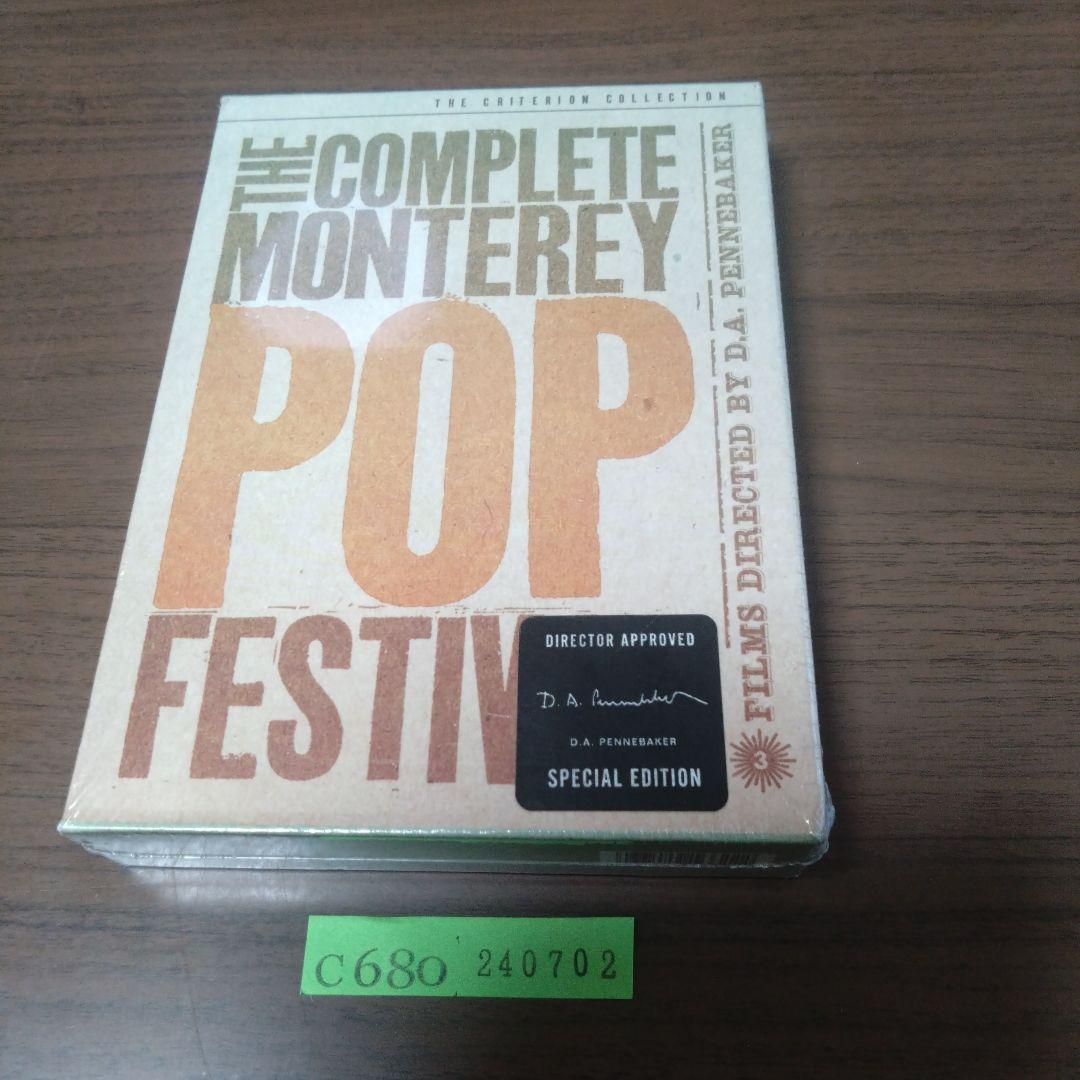 THE CRITERION COLLECTION
THE COMPLETE
MONTEREY
POP
FESTIV
3 FILMS DIRECTED BY D.A. PENNEBAKER
DIRECTOR APPROVED
D. A. Pennebaker
D.A. PENNEBAKER
SPECIAL EDITION
C680 240702